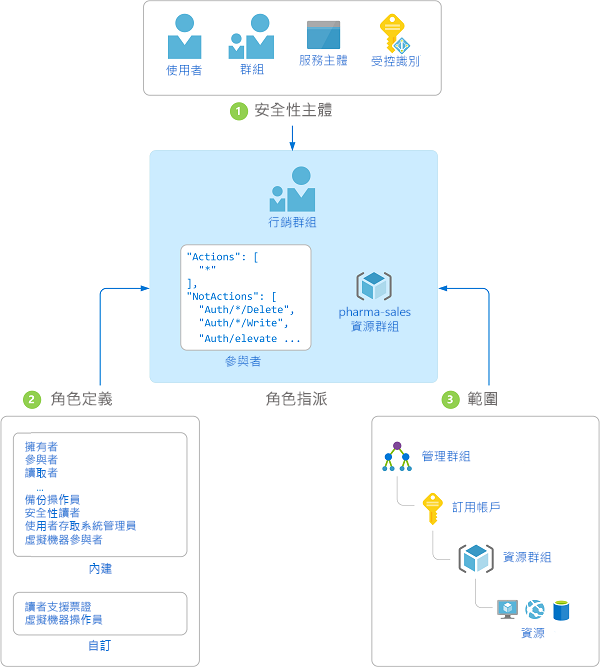 使用者
群組
服務主體
受控識別
1 安全性主體
行銷群組
"Actions": [
"*"
],
"NotActions": [
"Auth/*/Delete",
"Auth/*/Write",
"Auth/elevate ...
參與者
pharma-sales
資源群組
角色指派
2 角色定義
擁有者
參與者
讀取者
...
備份操作員
安全性讀者
使用者存取系統管理員
虛擬機器參與者
內建
讀者支援票證
虛擬機器操作員
自訂
3 範圍
管理群組
訂用帳戶
資源群組
資源